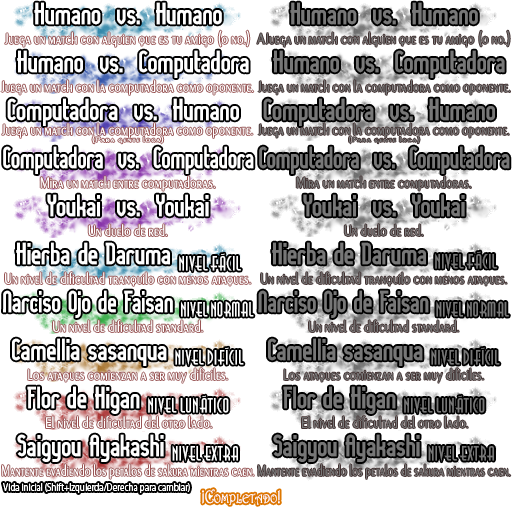 Humano vs. Humano
Juega un match con alguien que es tu amigo (o no.)
Humano vs. Computadora
Juega un match con la computadora como oponente.
Computadora vs. Humano
Juega un match con la computadora como oponente.
Computadora vs. Computadora
Mira un match entre computadoras.
Youkai vs. Youkai
Un duelo de red.
Hierba de Daruma NIVEL FÁCIL
Un nivel de dificultad tranquilo con menos ataques.
Narciso Ojo de Faisan NIVEL NORMAL
Un nivel de dificultad standard.
Camellia sasanqua NIVEL DIFÍCIL
Los ataques comienzan a ser muy difíciles.
Flor de Higan NIVEL LUNÁTICO
El nivel de dificultad del otro lado.
Saigyou Ayakashi NIVEL EXTRA
Mantente evadiendo los petalos de sakura mientras caen.
Vida Inicial (Shift+Izquierda/Derecha para cambiar)
Humano vs. Humano
AJuega un match con alguien que es tu amigo (o no.)
Humano vs. Computadora
Juega un match con la computadora como oponente.
Computadora vs. Humano
Juega un match con la computadora como oponente.
Computadora vs. Computadora
Mira un match entre computadoras.
Youkai vs. Youkai
Un duelo de red.
Hierba de Daruma NIVEL FÁCIL
Un nivel de dificultad tranquilo con menos ataques.
Narciso Ojo de Faisan NIVEL NORMAL
Un nivel de dificultad standard.
Camellia sasanqua NIVEL DIFÍCIL
Los ataques comienzan a ser muy difíciles.
Flor de Higan NIVEL LUNÁTICO
El nivel de dificultad del otro lado.
Saigyou Ayakashi NIVEL EXTRA
Mantente evadiendo los petalos de sakura mientras caen.
¡Completado!